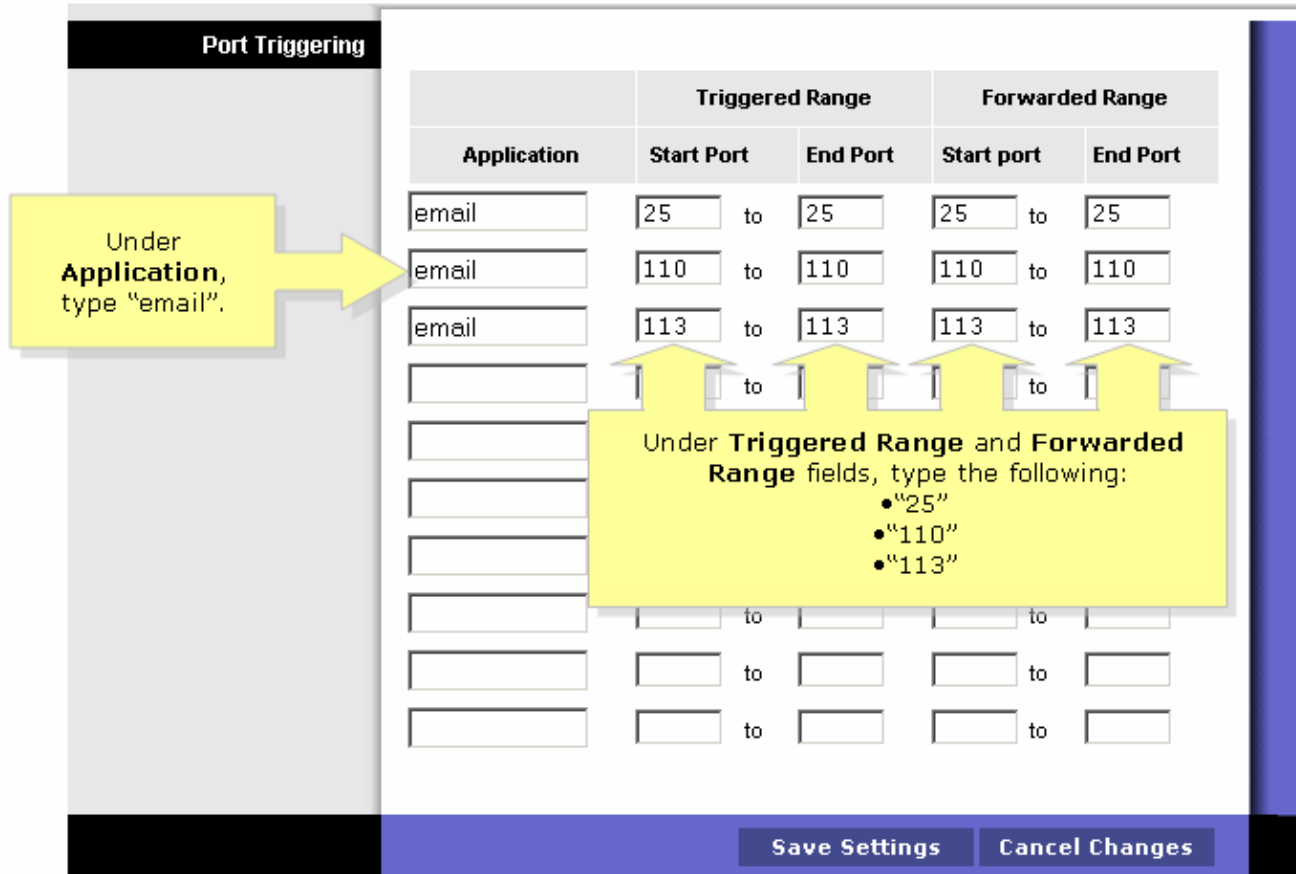 Port Triggering
Triggered Range Forwarded Range
Application Start Port End Port Start port End Port
email 25 to 25 25 to 25
email 110 to 110 110 to 110
email 113 to 113 113 to 113
to to
to to
to to
to to
Under
Application,
type “email”.
Under Triggered Range and Forwarded
Range fields, type the following:
•“25”
•“110”
•“113”
Save Settings Cancel Changes